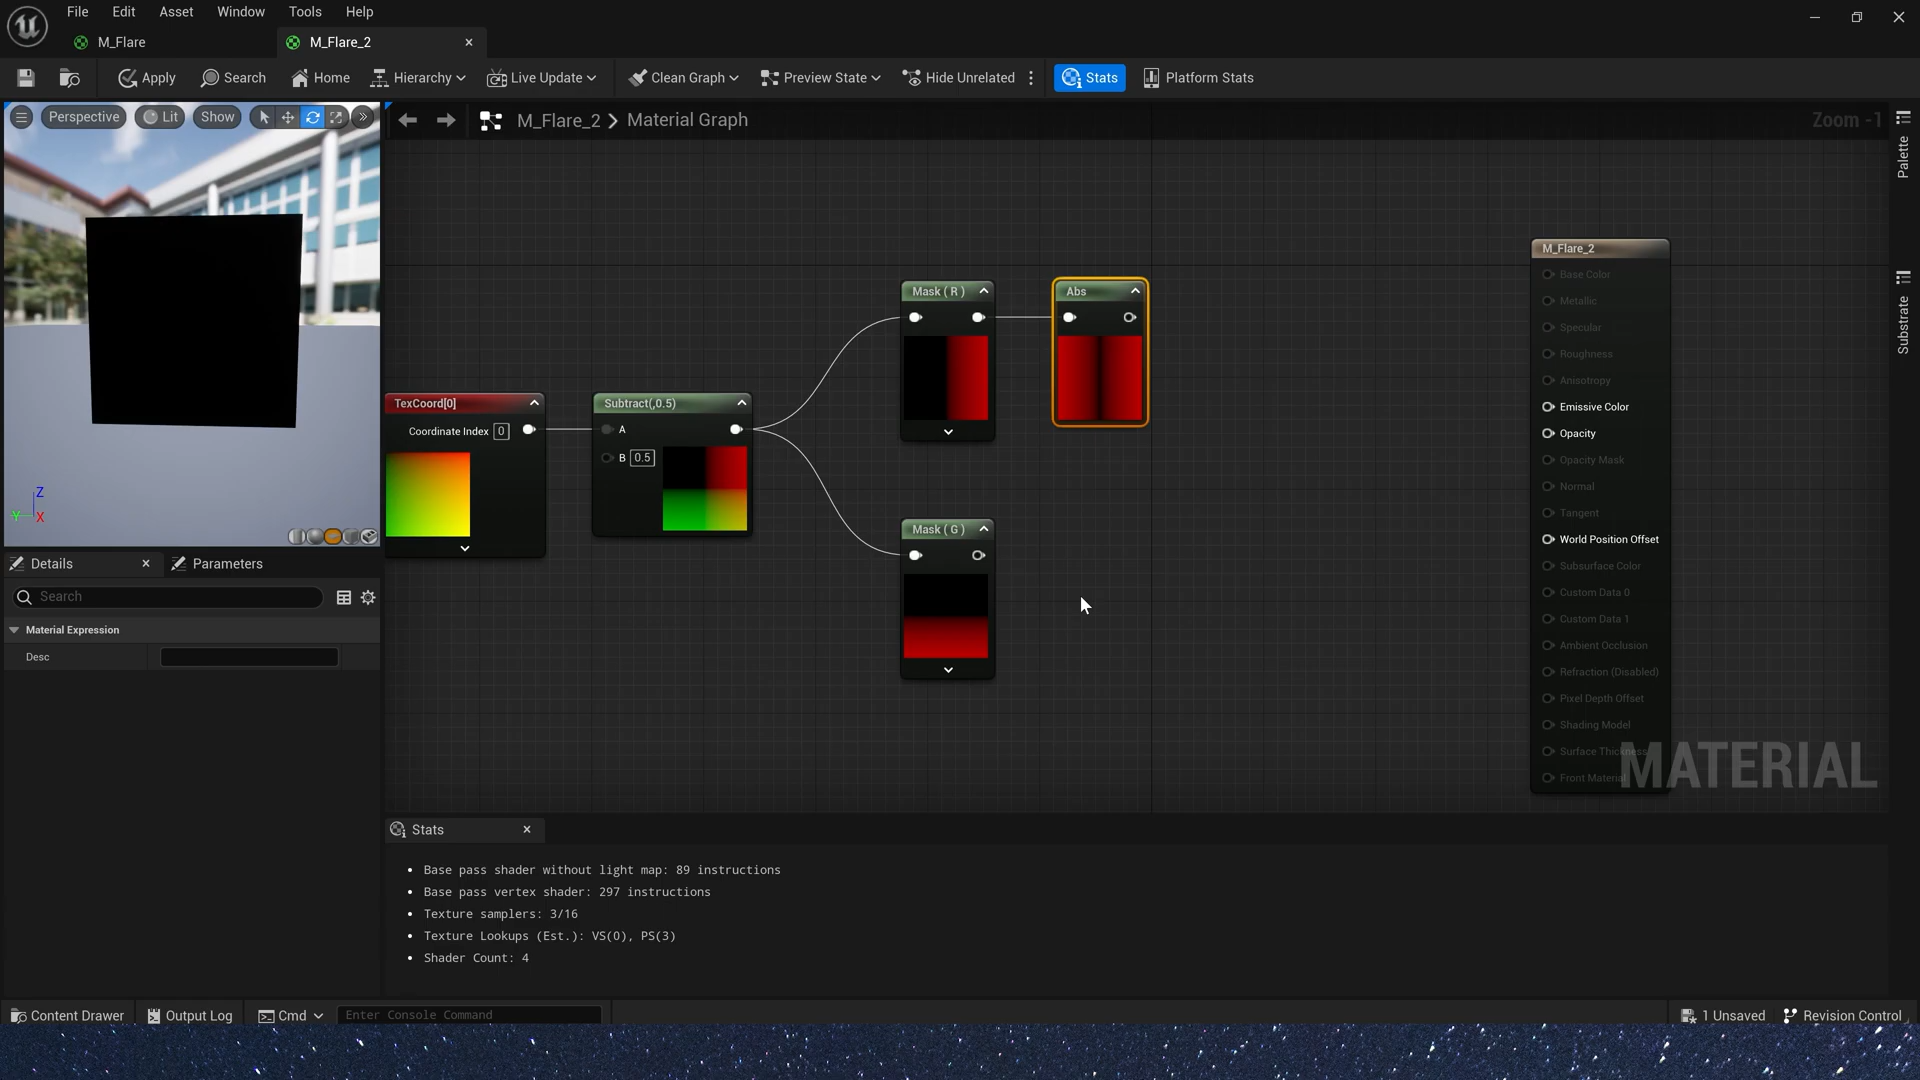 File Edit Asset Window Tools Help
M_Flare
M_Flare_2
Apply Search Home Hierarchy Live Update Clean Graph Preview State Hide Unrelated Stats Platform Stats
Perspective Lit Show
M_Flare_2 Material Graph
Zoom -1
Palette
Substrate
Z
Y X
TexCoord[0]
Coordinate Index 0
Subtract(,0.5)
A
B 0.5
Mask ( R )
Abs
Mask ( G )
M_Flare_2
Base Color
Metallic
Specular
Roughness
Anisotropy
Emissive Color
Opacity
Opacity Mask
Normal
Tangent
World Position Offset
Subsurface Color
Custom Data 0
Custom Data 1
Ambient Occlusion
Refraction (Disabled)
Pixel Depth Offset
Shading Model
Surface Thickness
Front Material
MATERIAL
Details Parameters
Search
Material Expression
Desc
Stats
Base pass shader without light map: 89 instructions
Base pass vertex shader: 297 instructions
Texture samplers: 3/16
Texture Lookups (Est.): VS(0), PS(3)
Shader Count: 4
Content Drawer Output Log Cmd Enter Console Command 1 Unsaved Revision Control